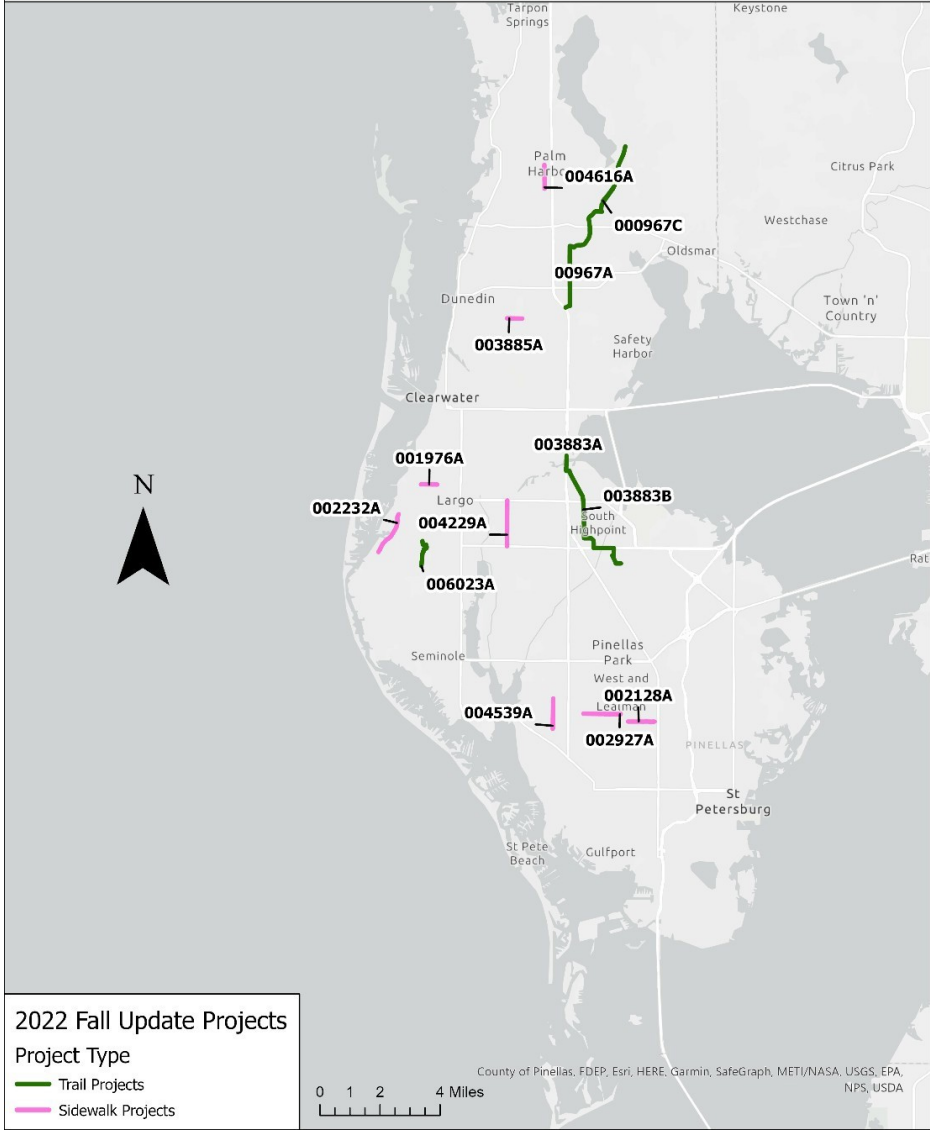 Tarpon
Springs
Keystone
Palm
Harbo
004616A
Citrus Park
000967C
Westchase
Oldsmar
00967A
Dunedin
Town 'n'
Country
003885A
Safety
Harbor
Clearwater
003883A
001976A
N
Largo
003883B
002232A
004229A
South
Highpoint
Rat
006023A
Pinellas
Park
Seminole
West and
002128A
Lealman
004539A
002927A
PINELLAS
St
Petersburg
St Pete
Beach
Gulfport
2022 Fall Update Projects
Project Type
Trail Projects
Sidewalk Projects
0 1 2 4 Miles
County of Pinellas, FDEP, Esri, HERE, Garmin, SafeGraph, METI/NASA, USGS, EPA,
NPS, USDA